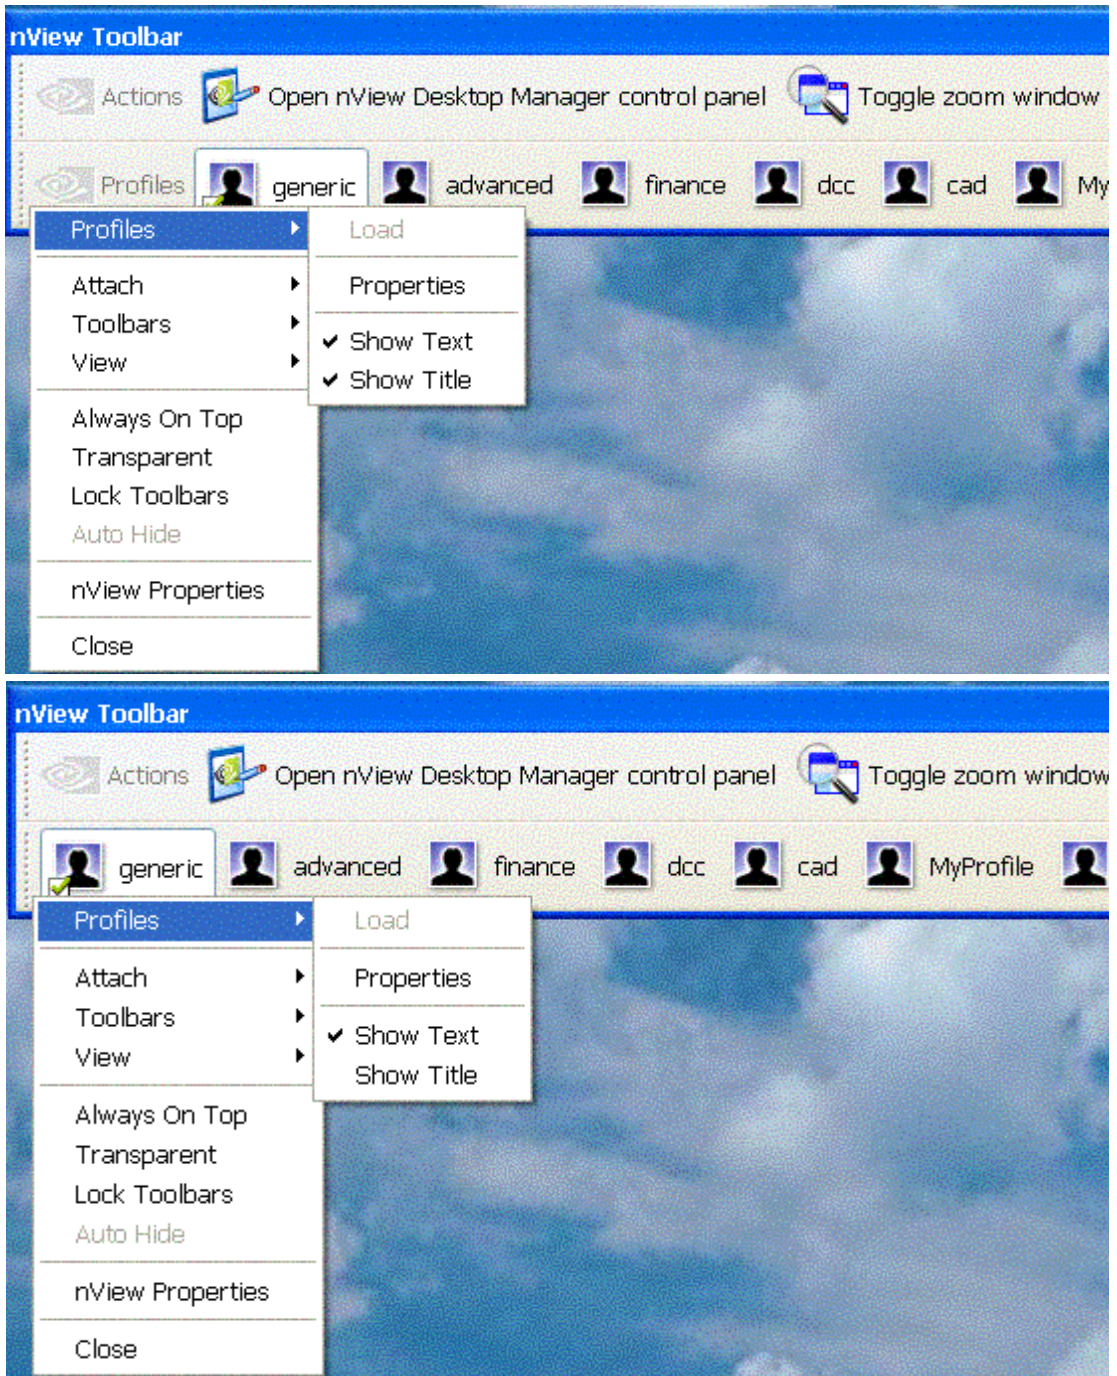 nView Toolbar
Actions Open nView Desktop Manager control panel Toggle zoom window
Profiles generic advanced finance dcc cad My
Profiles Load
Attach Properties
Toolbars Show Text
View Show Title
Always On Top
Transparent
Lock Toolbars
Auto Hide
nView Properties
Close
nView Toolbar
Actions Open nView Desktop Manager control panel Toggle zoom window
generic advanced finance dcc cad MyProfile
Profiles Load
Attach Properties
Toolbars Show Text
View Show Title
Always On Top
Transparent
Lock Toolbars
Auto Hide
nView Properties
Close